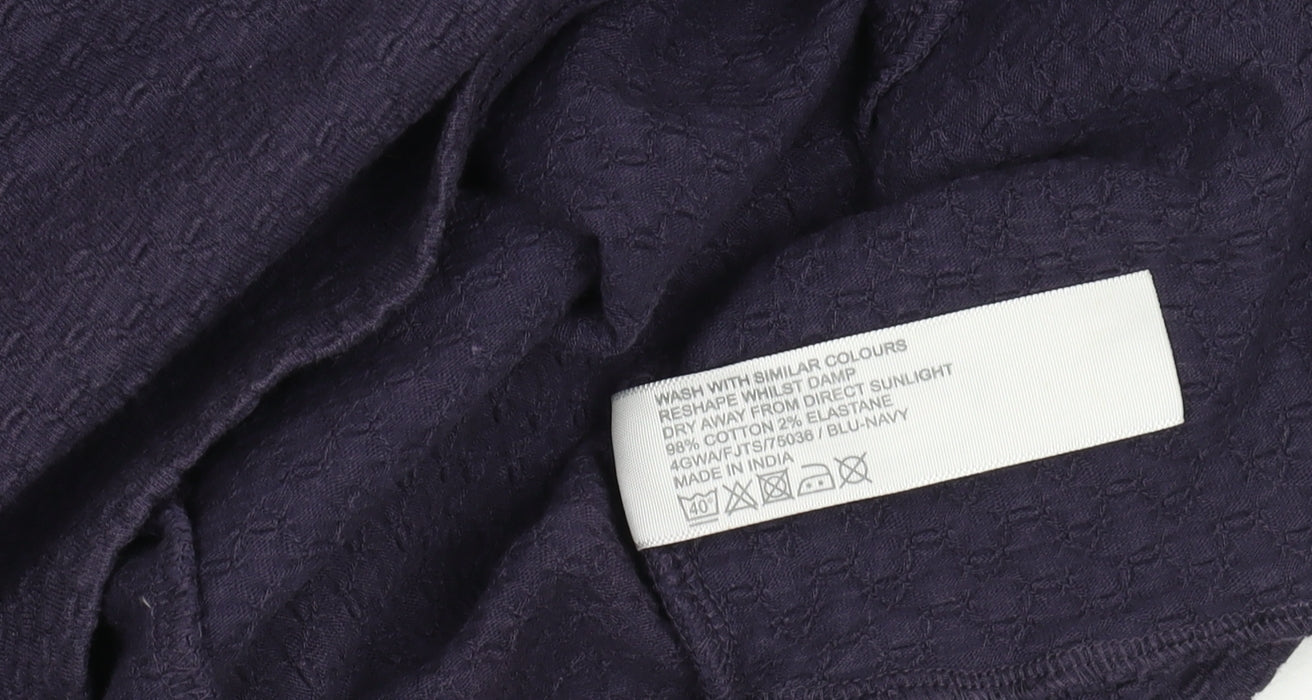 WASH WITH SIMILAR COLOURS
RESHAPE WHILST DAMP
DRY AWAY FROM DIRECT SUNLIGHT
98% COTTON 2% ELASTANE
4GWA/FJTS/75036 / BLU-NAVY
MADE IN INDIA
40°